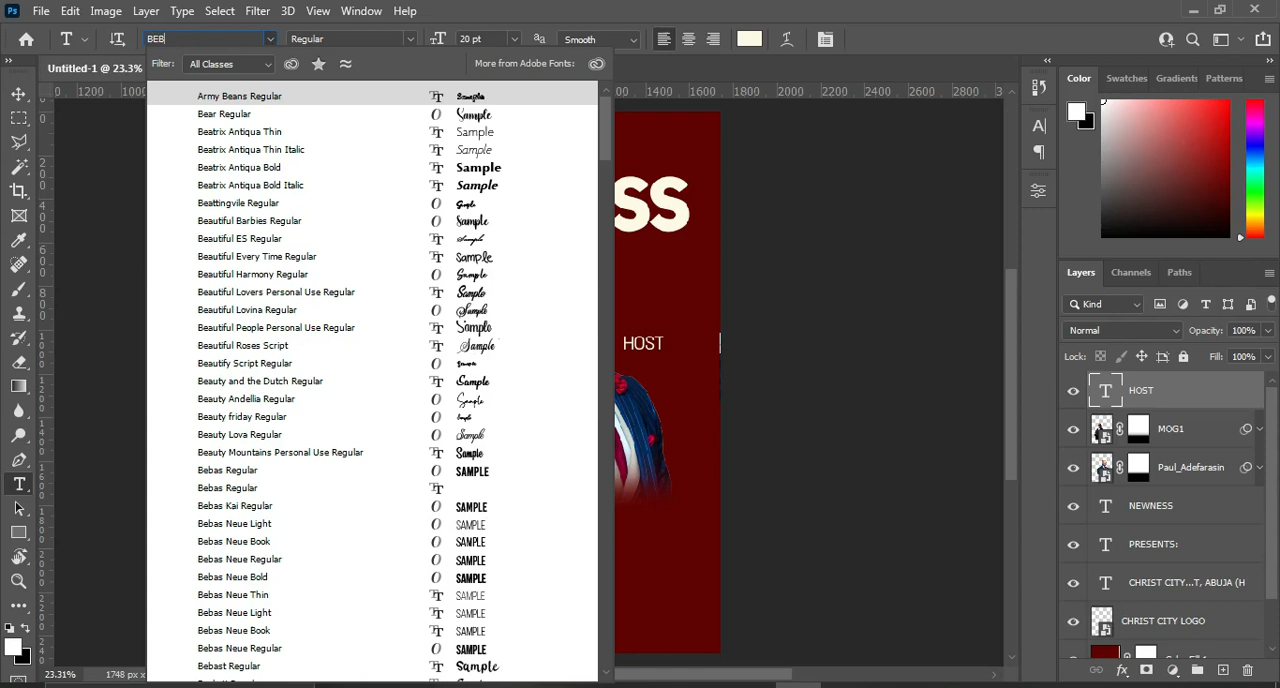 Ps File Edit Image Layer Type Select Filter 3D View Window Help
T BEB Regular TT 20 pt aa Smooth
Untitled-1 @ 23.3%
Filter: All Classes More from Adobe Fonts:
1200 1400 1600 1800 2000 2200 2400 2600 2800
Army Beans Regular Sample
Bear Regular Sample
Beatrix Antiqua Thin Sample
Beatrix Antiqua Thin Italic Sample
Beatrix Antiqua Bold Sample
Beatrix Antiqua Bold Italic Sample
Beattingvile Regular Sample
Beautiful Barbies Regular Sample
Beautiful ES Regular Sample
Beautiful Every Time Regular Sample
Beautiful Harmony Regular Sample
Beautiful Lovers Personal Use Regular Sample
Beautiful Lovina Regular Sample
Beautiful People Personal Use Regular Sample
Beautiful Roses Script Sample
Beautify Script Regular
Beauty and the Dutch Regular Sample
Beauty Andellia Regular Sample
Beauty friday Regular
Beauty Lova Regular Sample
Beauty Mountains Personal Use Regular Sample
Bebas Regular SAMPLE
Bebas Regular
Bebas Kai Regular SAMPLE
Bebas Neue Light SAMPLE
Bebas Neue Book SAMPLE
Bebas Neue Regular SAMPLE
Bebas Neue Bold SAMPLE
Bebas Neue Thin SAMPLE
Bebas Neue Light SAMPLE
Bebas Neue Book SAMPLE
Bebas Neue Regular SAMPLE
Bebast Regular Sample
SS
HOST
23.31% 1748 px x
Color Swatches Gradients Patterns
Layers Channels Paths
Kind
Normal Opacity: 100%
Lock: Fill: 100%
T HOST
MOG1
Paul_Adefarasin
T NEWNESS
T PRESENTS:
T CHRIST CITY...T, ABUJA (H
CHRIST CITY LOGO
fx